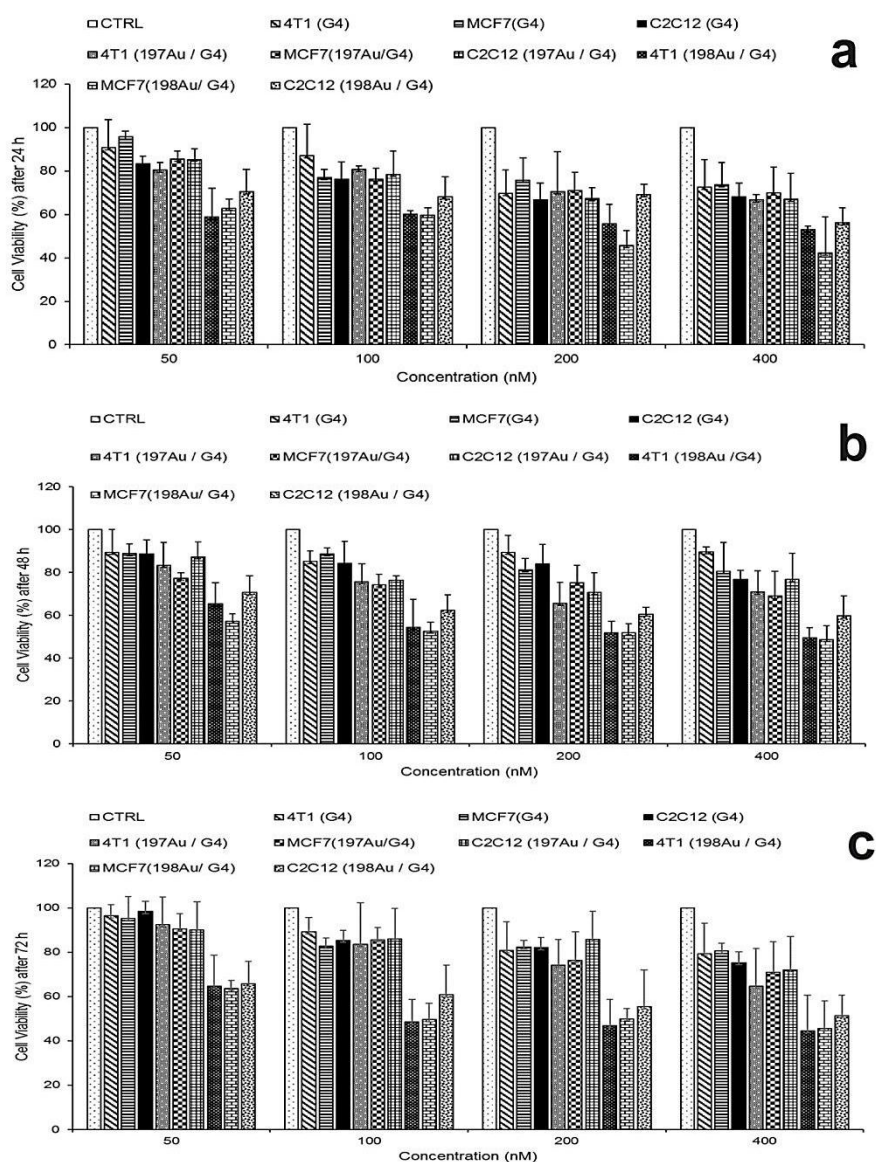 CTRL 4T1 (G4) MCF7(G4) C2C12 (G4)
4T1 (197Au / G4) MCF7(197Au/G4) C2C12 (197Au / G4) 4T1 (198Au / G4)
MCF7(198Au/ G4) C2C12 (198Au / G4)
a
120
100
80
60
40
20
0
Cell Viability (%) after 24 h
50 100 200 400
Concentration (nM)
CTRL 4T1 (G4) MCF7(G4) C2C12 (G4)
4T1 (197Au / G4) MCF7(197Au/G4) C2C12 (197Au / G4) 4T1 (198Au /G4)
MCF7(198Au/ G4) C2C12 (198Au / G4)
b
120
100
80
60
40
20
0
Cell Viability (%) after 48 h
50 100 200 400
Concentration (nM)
CTRL 4T1 (G4) MCF7(G4) C2C12 (G4)
4T1 (197Au / G4) MCF7(197Au/G4) C2C12 (197Au / G4) 4T1 (198Au / G4)
MCF7(198Au/ G4) C2C12 (198Au / G4)
c
120
100
80
60
40
20
0
Cell Viability (%) after 72 h
50 100 200 400
Concentration (nM)